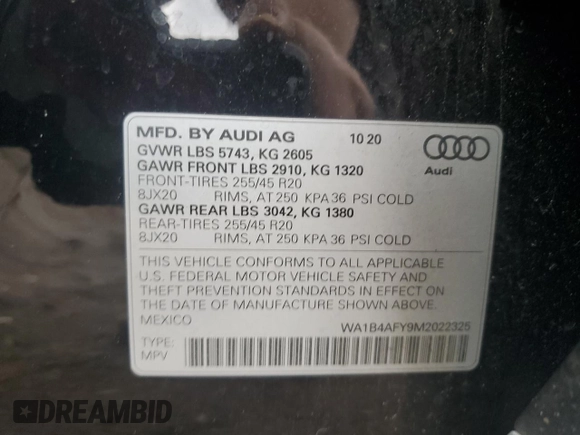 MFD. BY AUDI AG 10 20
GVWR LBS 5743, KG 2605
GAWR FRONT LBS 2910, KG 1320
FRONT-TIRES 255/45 R20
8JX20 RIMS, AT 250 KPA 36 PSI COLD
GAWR REAR LBS 3042, KG 1380
REAR-TIRES 255/45 R20
8JX20 RIMS, AT 250 KPA 36 PSI COLD
Audi
THIS VEHICLE CONFORMS TO ALL APPLICABLE
U.S. FEDERAL MOTOR VEHICLE SAFETY AND
THEFT PREVENTION STANDARDS IN EFFECT ON
THE DATE OF MANUFACTURE SHOWN ABOVE.
MEXICO WA1B4AFY9M2022325
TYPE:
MPV
DREAMBID